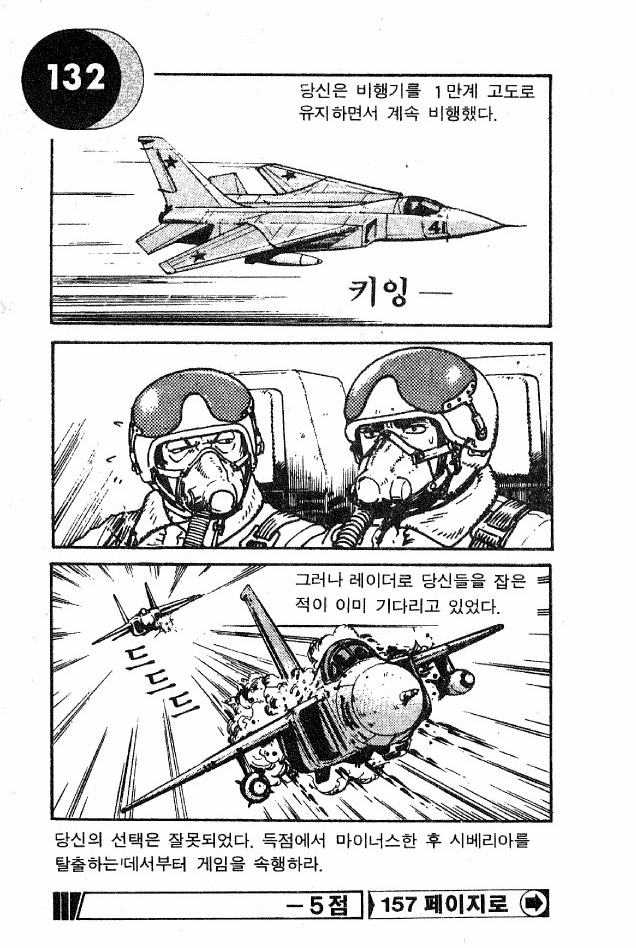 132
당신은 비행기를 1만계 고도로
유지하면서 계속 비행했다.
41
키잉—
그러나 레이더로 당신들을 잡은
적이 이미 기다리고 있었다.
드드드
당신의 선택은 잘못되었다. 득점에서 마이너스한 후 시베리아를
탈출하는 데서부터 게임을 속행하라.
－5점 157 페이지로